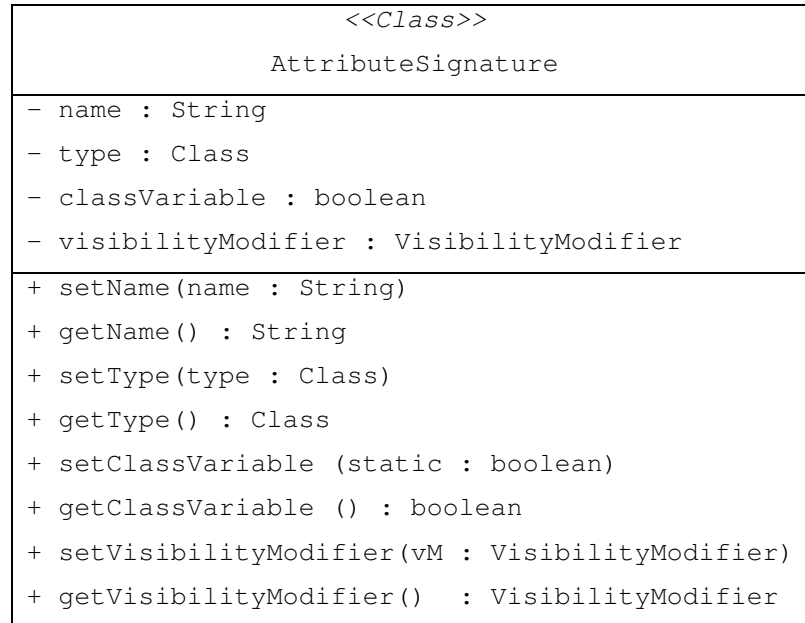 <<Class>>
AttributeSignature
- name : String
- type : Class
- classVariable : boolean
- visibilityModifier : VisibilityModifier
+ setName(name : String)
+ getName() : String
+ setType(type : Class)
+ getType() : Class
+ setClassVariable (static : boolean)
+ getClassVariable () : boolean
+ setVisibilityModifier(vM : VisibilityModifier)
+ getVisibilityModifier()  : VisibilityModifier